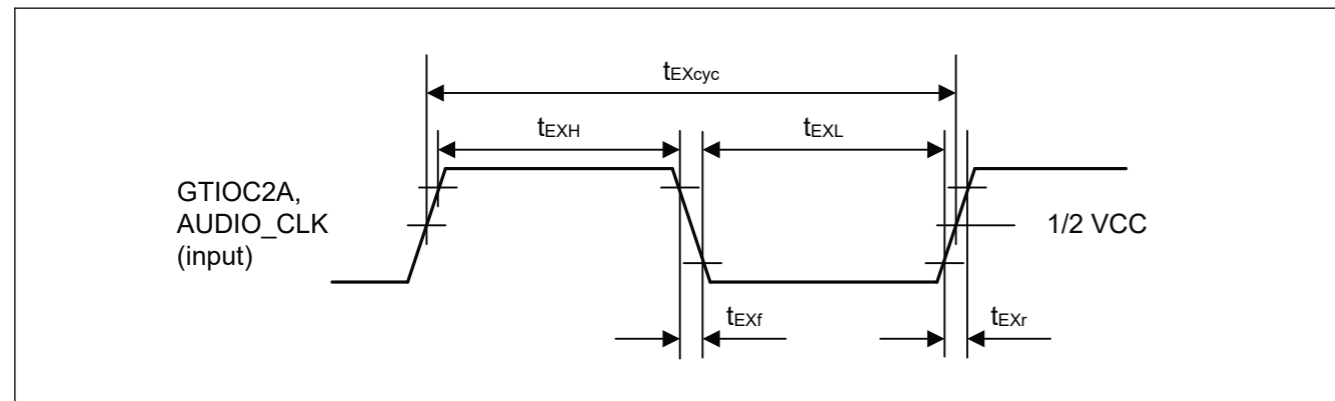 tEXcyc
tEXH
tEXL
GTIOC2A,
AUDIO_CLK
(input)
1/2 VCC
tEXf
tEXr